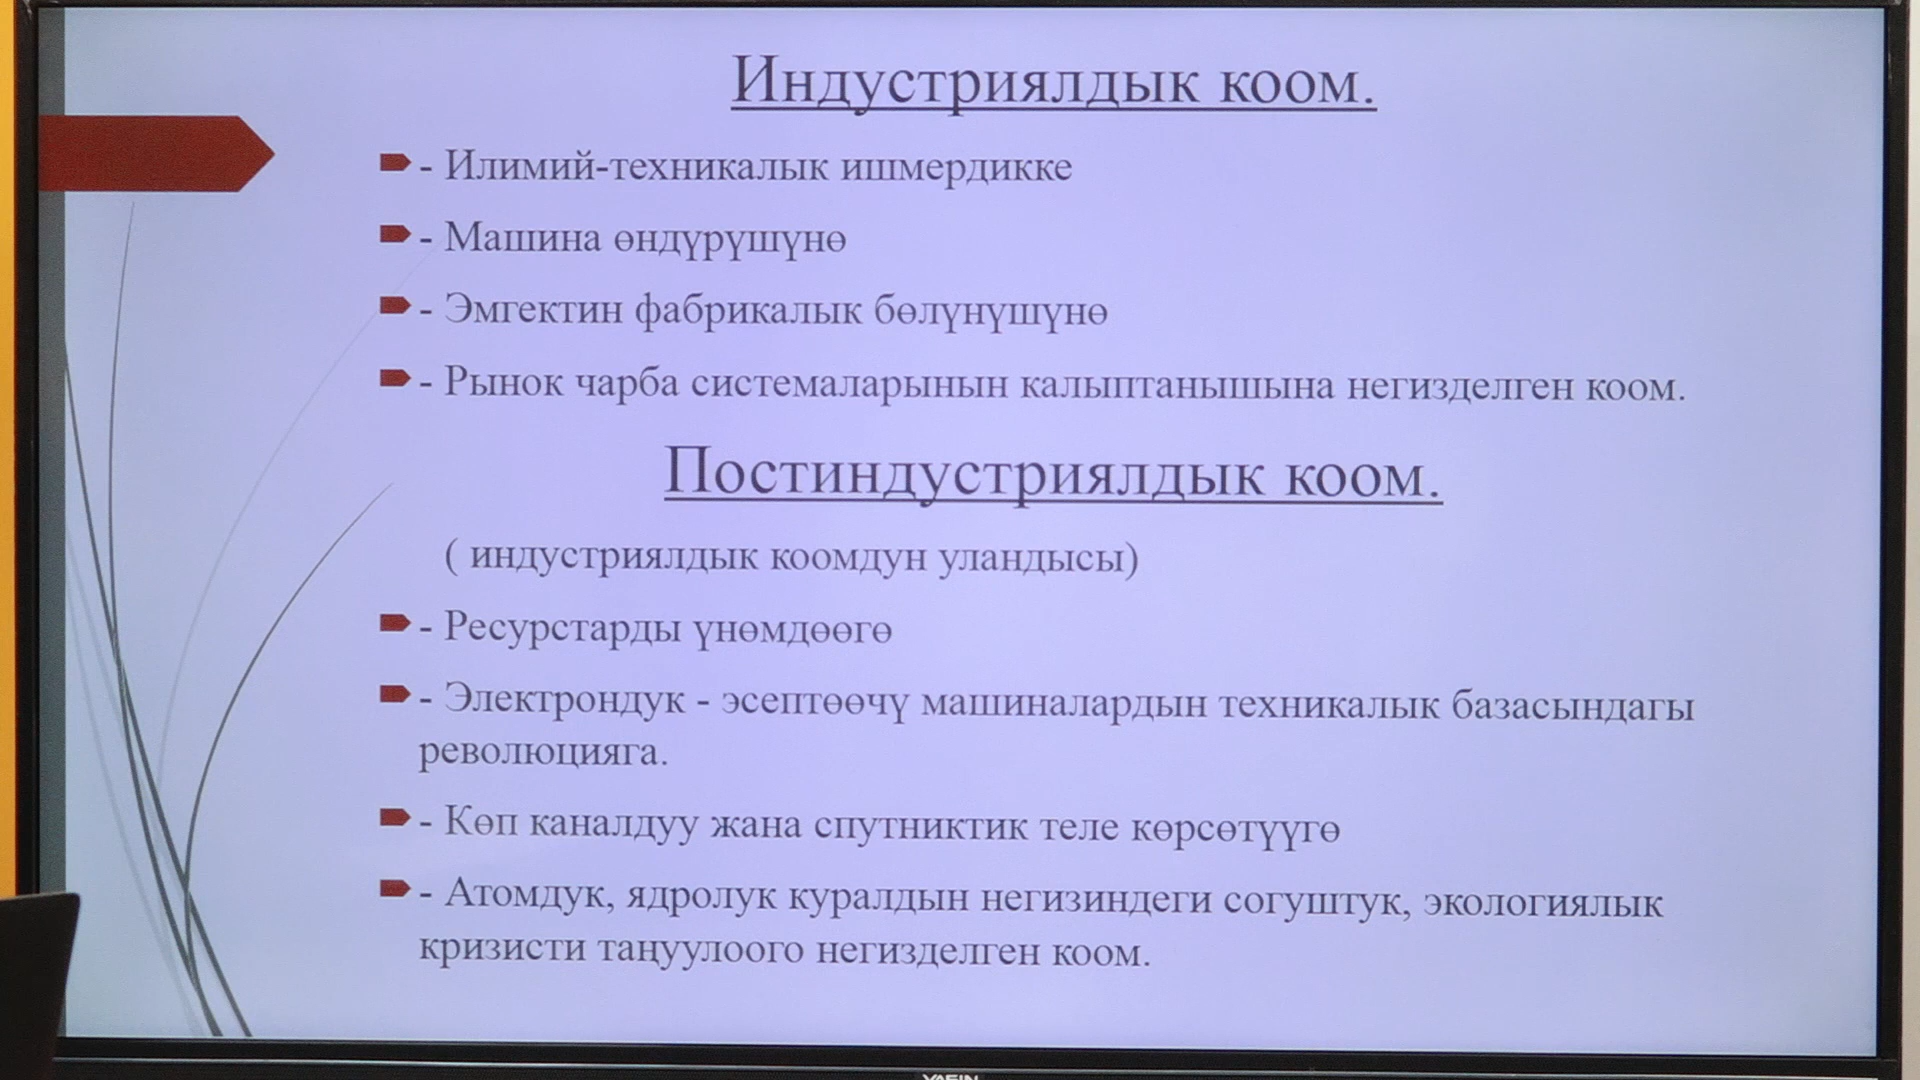 Индустриялдык коом.
- Илимий-техникалык ишмердикке
- Машина өндүрүшүнө
- Эмгектин фабрикалык бөлүнүшүнө
- Рынок чарба системаларынын калыптанышына негизделген коом.
Постиндустриялдык коом.
( индустриялдык коомдун уландысы)
- Ресурстарды үнөмдөөгө
- Электрондук - эсептөөчү машиналардын техникалык базасындагы
революцияга.
- Көп каналдуу жана спутниктик теле көрсөтүүгө
- Атомдук, ядролук куралдын негизиндеги согуштук, экологиялык
кризисти таңуулоого негизделген коом.